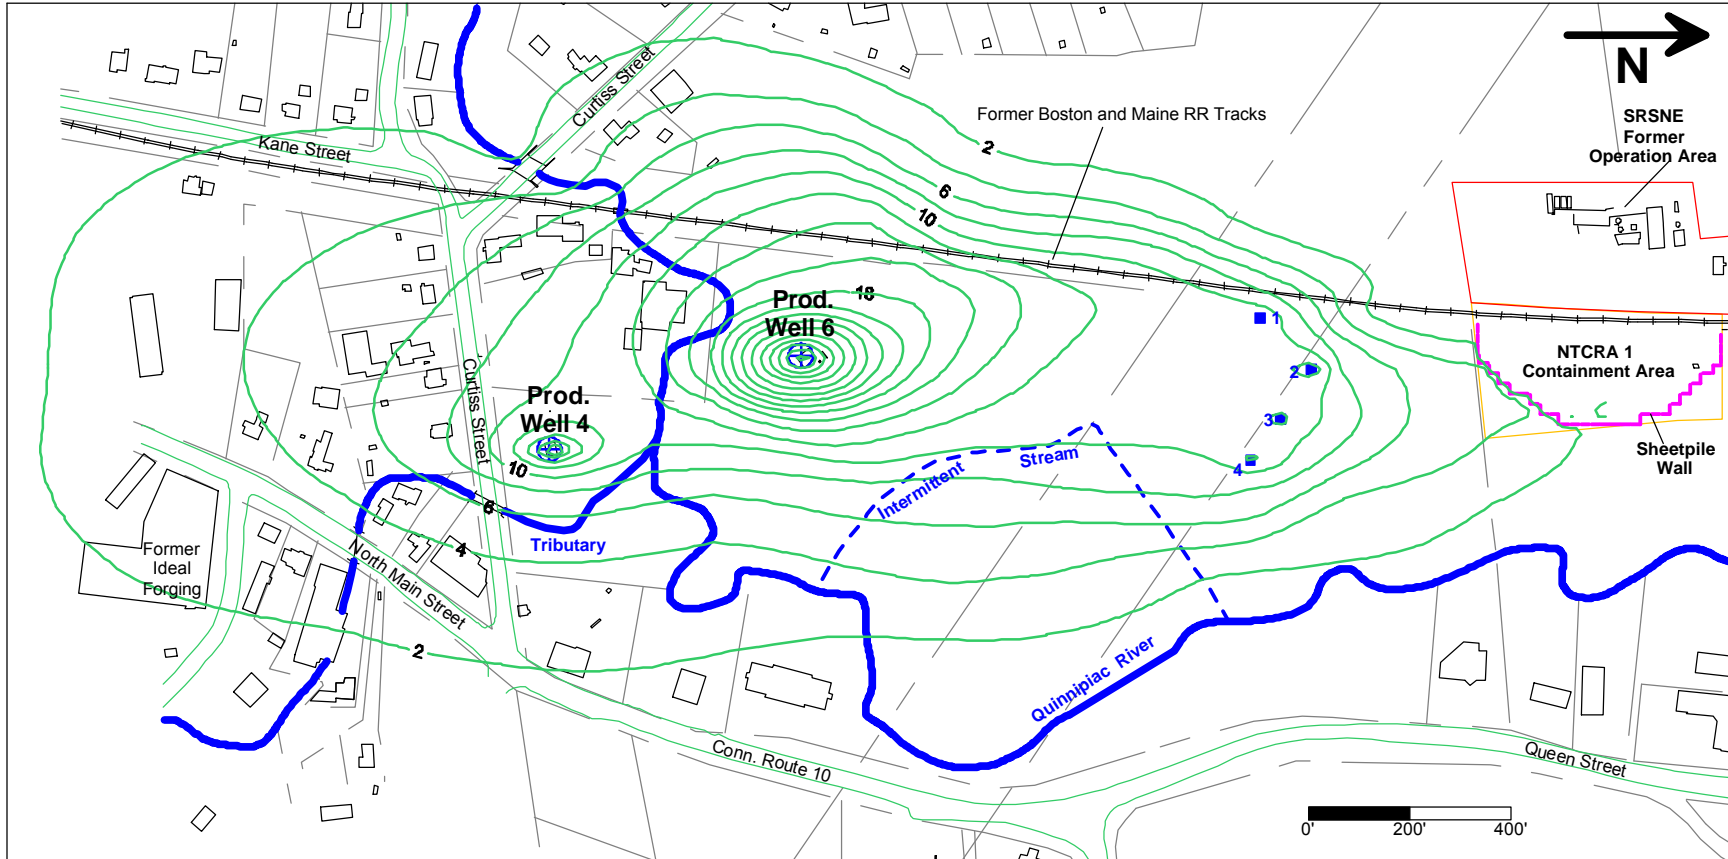 N
SRSNE
Former
Operation Area
Curtiss Street
Former Boston and Maine RR Tracks
Kane Street
2
6
10
18
Prod.
Well 6
1
2
3
4
NTCRA 1
Containment Area
Sheetpile
Wall
Curtiss Street
Prod.
Well 4
10
6
4
2
Intermittent
Stream
Tributary
Former
Ideal
Forging
North Main Street
Quinnipiac River
Conn. Route 10
Queen Street
0'
200'
400'